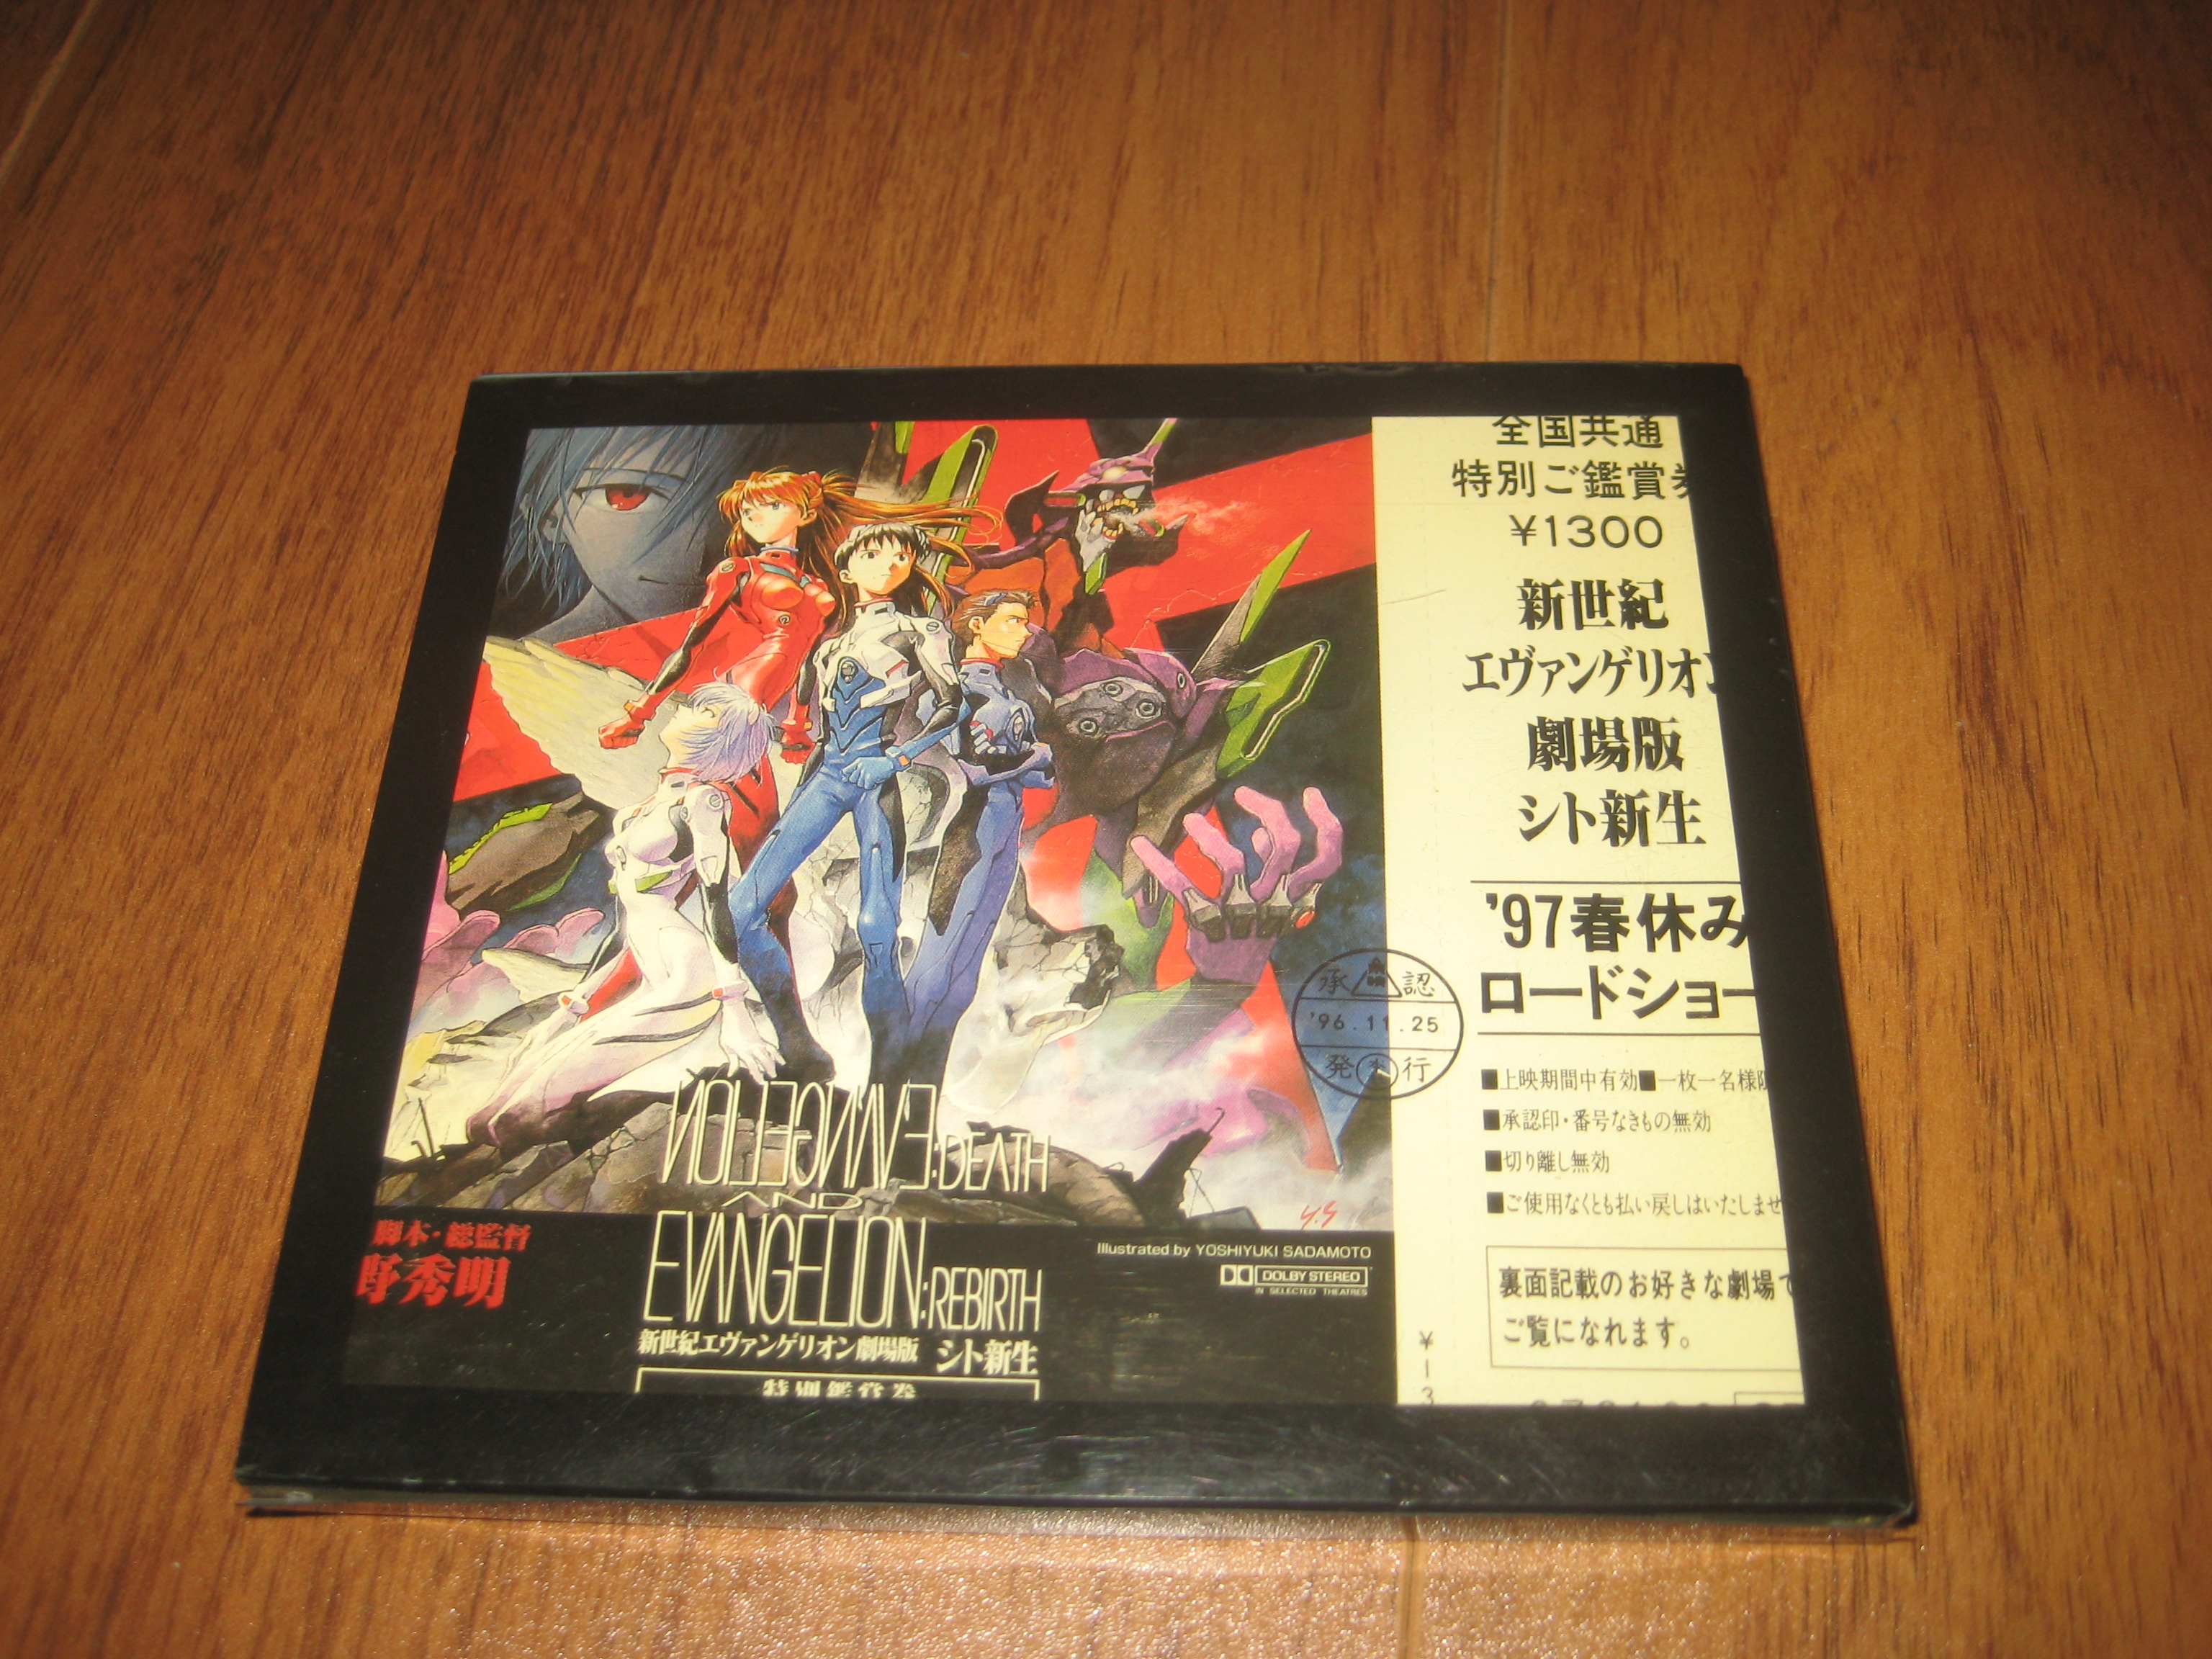 全国共通
特別ご鑑賞券
¥1300
新世紀
エヴァンゲリオン
劇場版
シト新生
'97春休み
ロードショー
承認
'96.11.25
発行
■上映期間中有効■一枚一名様限
■承認印・番号なきもの無効
■切り離し無効
■ご使用なくとも払い戻しはいたしませ
裏面記載のお好きな劇場で
ご覧になれます。
¥13
EVANGELION:DEATH
AND
EVANGELION:REBIRTH
新世紀エヴァンゲリオン劇場版 シト新生
特別鑑賞券
脚本・総監督
野秀明
Y.S
Illustrated by YOSHIYUKI SADAMOTO
DOLBY STEREO
IN SELECTED THEATRES